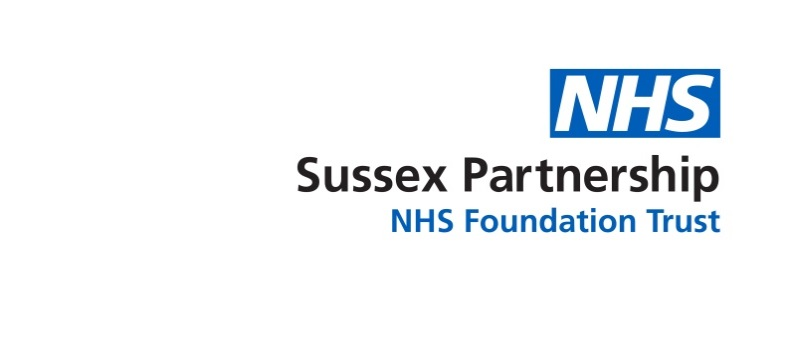 NHS
Sussex Partnership
NHS Foundation Trust